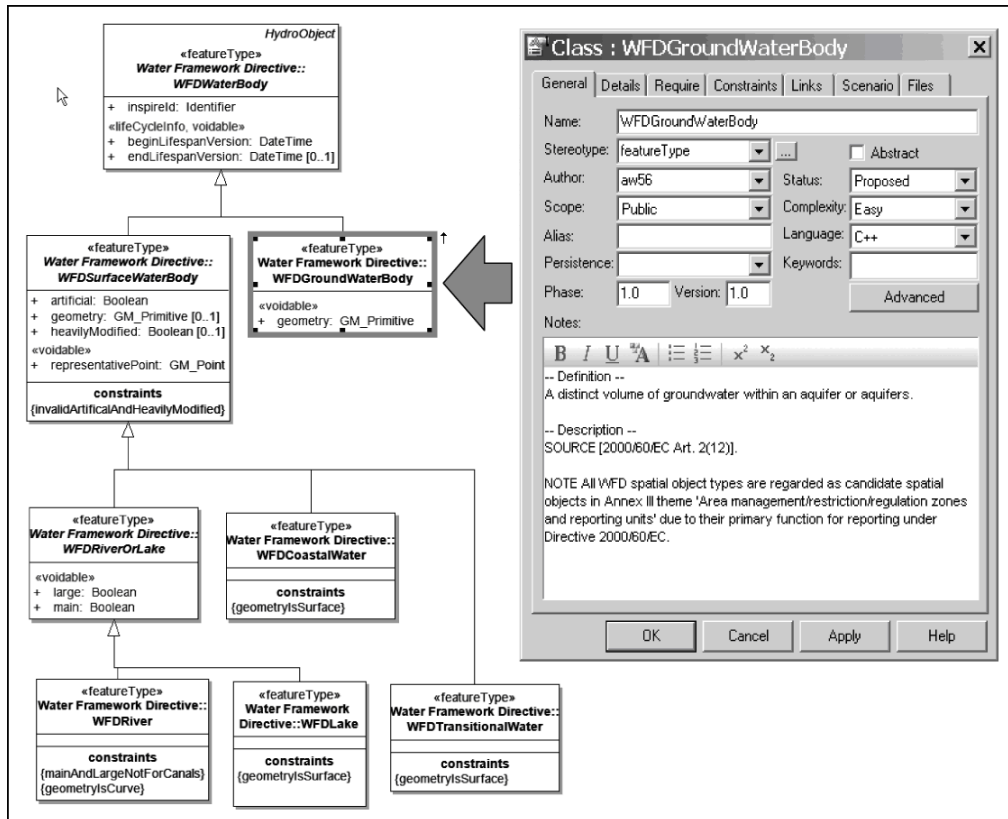 HydroObject
«featureType»
Water Framework Directive::
WFDWaterBody
+ inspireId: Identifier
«lifeCycleInfo, voidable»
+ beginLifespanVersion: DateTime
+ endLifespanVersion: DateTime [0..1]
«featureType»
Water Framework Directive::
WFDSurfaceWaterBody
+ artificial: Boolean
+ geometry: GM_Primitive [0..1]
+ heavilyModified: Boolean [0..1]
«voidable»
+ representativePoint: GM_Point
constraints
{invalidArtificalAndHeavilyModified}
«featureType»
Water Framework Directive::
WFDGroundWaterBody
«voidable»
+ geometry: GM_Primitive
«featureType»
Water Framework Directive::
WFDRiverOrLake
«voidable»
+ large: Boolean
+ main: Boolean
«featureType»
Water Framework Directive::
WFDCoastalWater
constraints
{geometryIsSurface}
«featureType»
Water Framework Directive::
WFDRiver
constraints
{mainAndLargeNotForCanals}
{geometryIsCurve}
«featureType»
Water Framework
Directive::WFDLake
constraints
{geometryIsSurface}
«featureType»
Water Framework Directive::
WFDTransitionalWater
constraints
{geometryIsSurface}
Class : WFDGroundWaterBody
General Details Require Constraints Links Scenario Files
Name: WFDGroundWaterBody
Stereotype: featureType ... Abstract
Author: aw56 Status: Proposed
Scope: Public Complexity: Easy
Alias: Language: C++
Persistence: Keywords:
Phase: 1.0 Version: 1.0 Advanced
Notes:
B I U A x² x₂
-- Definition --
A distinct volume of groundwater within an aquifer or aquifers.
-- Description --
SOURCE [2000/60/EC Art. 2(12)].
NOTE All WFD spatial object types are regarded as candidate spatial
objects in Annex III theme 'Area management/restriction/regulation zones
and reporting units' due to their primary function for reporting under
Directive 2000/60/EC.
OK Cancel Apply Help